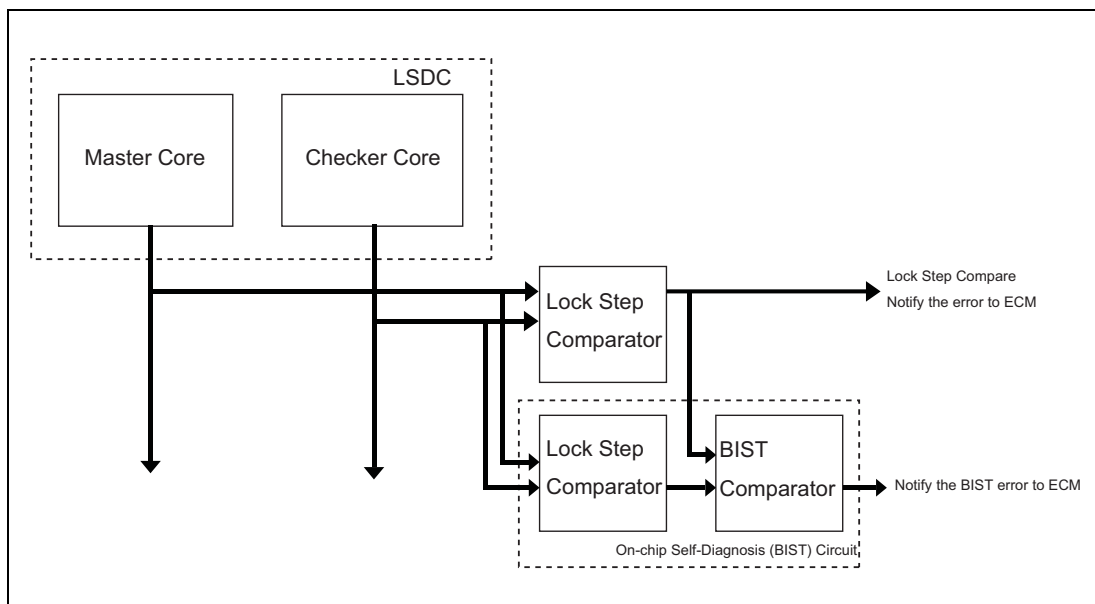 LSDC
Master Core
Checker Core
Lock Step
Comparator
Lock Step Compare
Notify the error to ECM
Lock Step
Comparator
BIST
Comparator
Notify the BIST error to ECM
On-chip Self-Diagnosis (BIST) Circuit